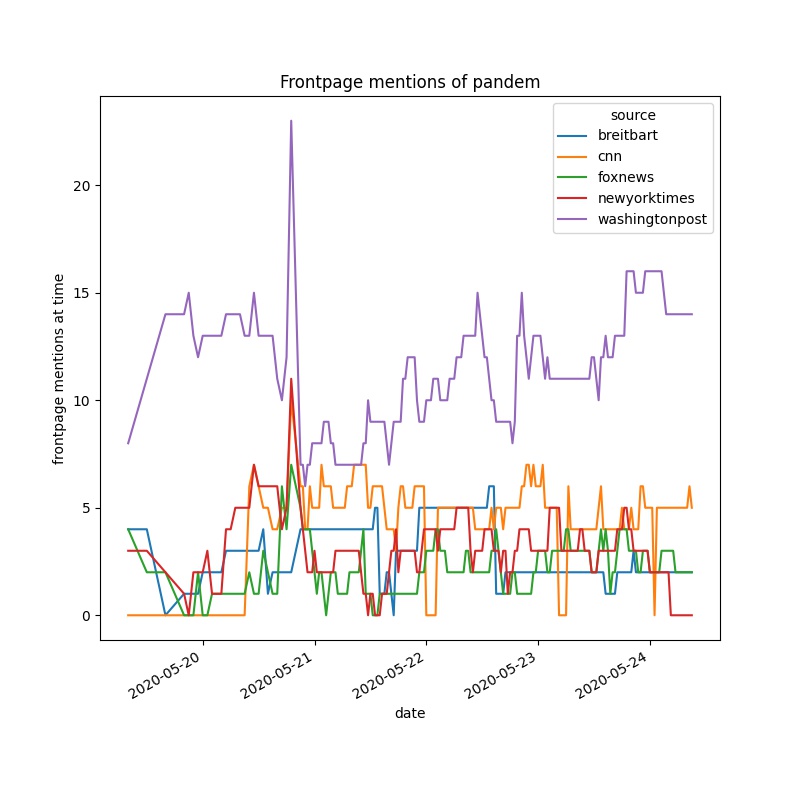 Frontpage mentions of pandem
source
breitbart
cnn
foxnews
newyorktimes
washingtonpost
frontpage mentions at time
20
15
10
5
0
2020-05-20
2020-05-21
2020-05-22
2020-05-23
2020-05-24
date